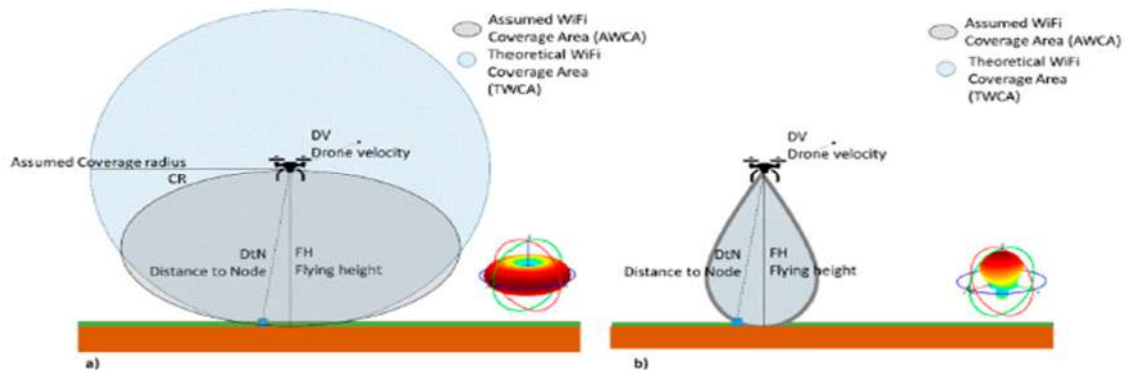 Assumed WiFi
Coverage Area (AWCA)
Theoretical WiFi
Coverage Area
(TWCA)
DV
Drone velocity
Assumed Coverage radius
CR
DtN
Distance to Node
FH
Flying height
a)
Assumed WiFi
Coverage Area (AWCA)
Theoretical WiFi
Coverage Area
(TWCA)
DV
Drone velocity
DtN
Distance to Node
FH
Flying height
b)